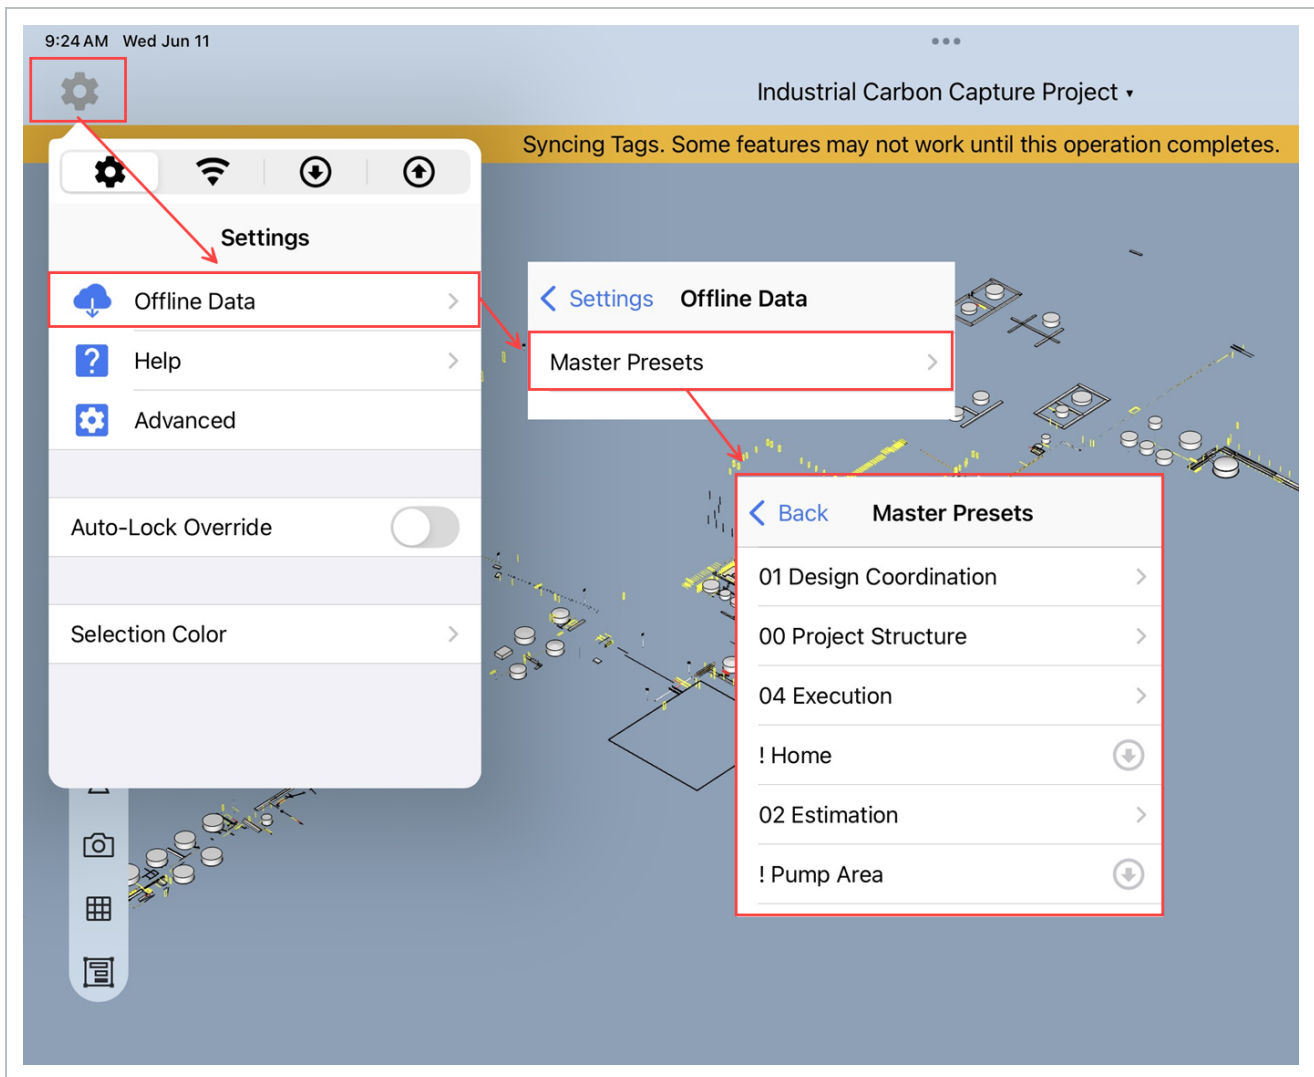 9:24 AM Wed Jun 11
Industrial Carbon Capture Project
Syncing Tags. Some features may not work until this operation completes.
Settings
Offline Data
Help
Advanced
Auto-Lock Override
Selection Color
Settings Offline Data
Master Presets
Back Master Presets
01 Design Coordination
00 Project Structure
04 Execution
! Home
02 Estimation
! Pump Area